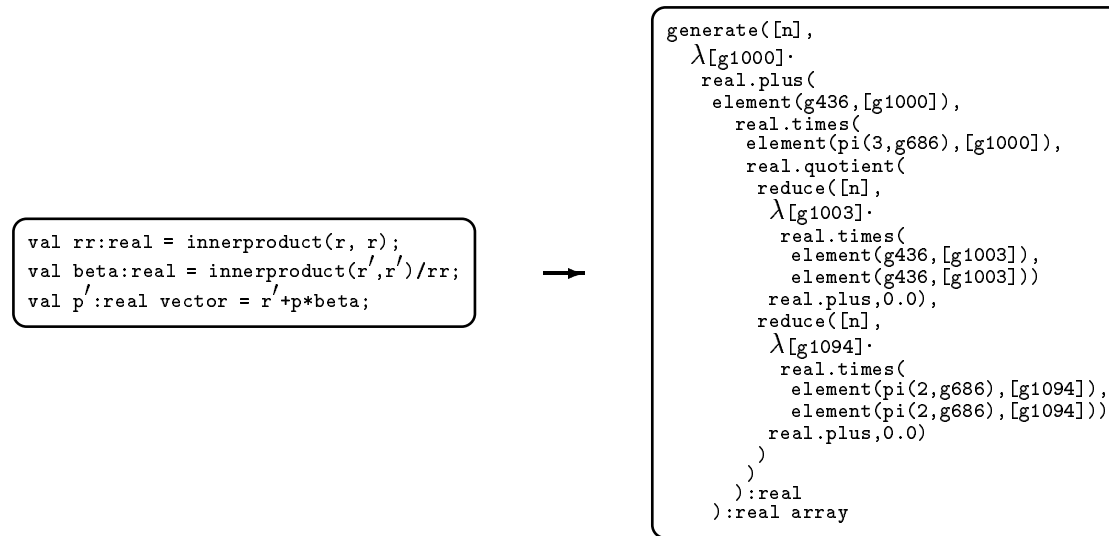 val rr:real = innerproduct(r, r);
val beta:real = innerproduct(r′,r′)/rr;
val p′:real vector = r′+p*beta;
generate([n],
λ[g1000]·
real.plus(
element(g436,[g1000]),
real.times(
element(pi(3,g686),[g1000]),
real.quotient(
reduce([n],
λ[g1003]·
real.times(
element(g436,[g1003]),
element(g436,[g1003]))
real.plus,0.0),
reduce([n],
λ[g1094]·
real.times(
element(pi(2,g686),[g1094]),
element(pi(2,g686),[g1094]))
real.plus,0.0)
)
)
):real
):real array